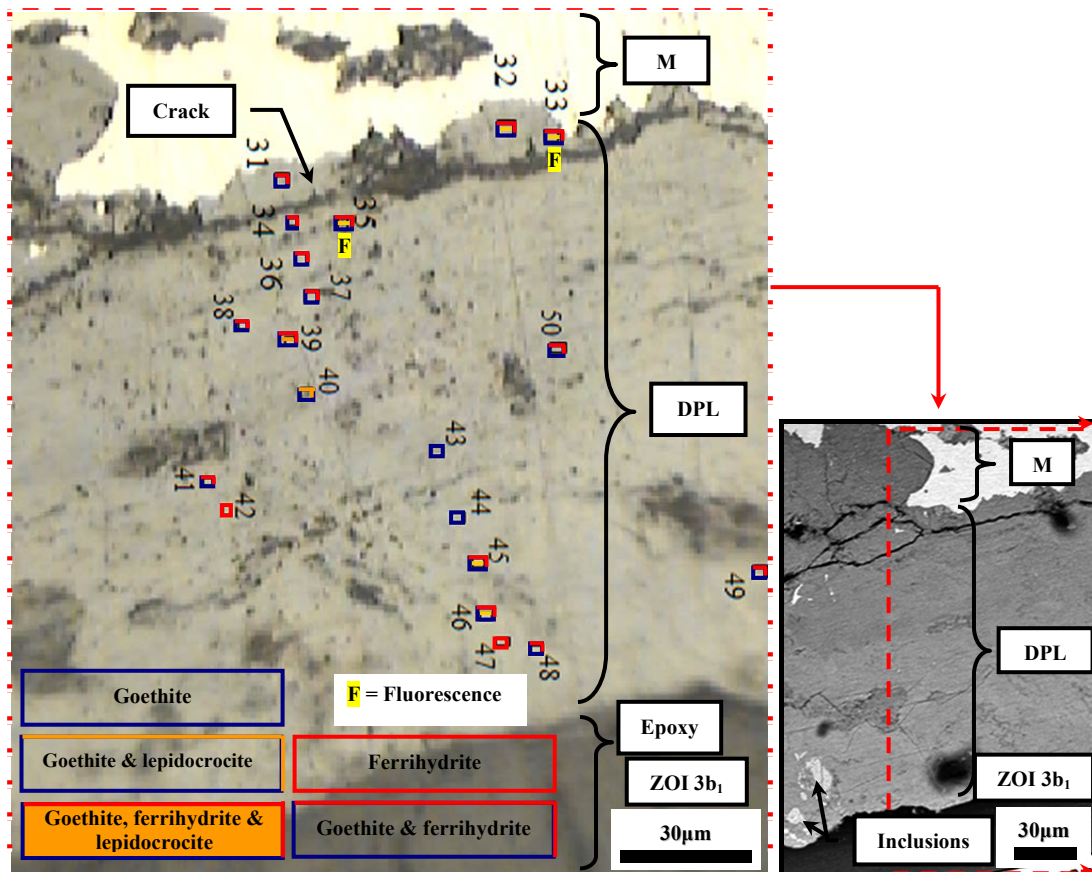 M
32
33
Crack
F
31
34
35
F
36
37
38
39
50
40
DPL
43
M
41
42
44
45
49
46
DPL
47
48
Goethite
F = Fluorescence
Epoxy
Goethite & lepidocrocite
Ferrihydrite
ZOI 3b₁
ZOI 3b₁
Goethite, ferrihydrite &
lepidocrocite
Goethite & ferrihydrite
30µm
Inclusions
30µm